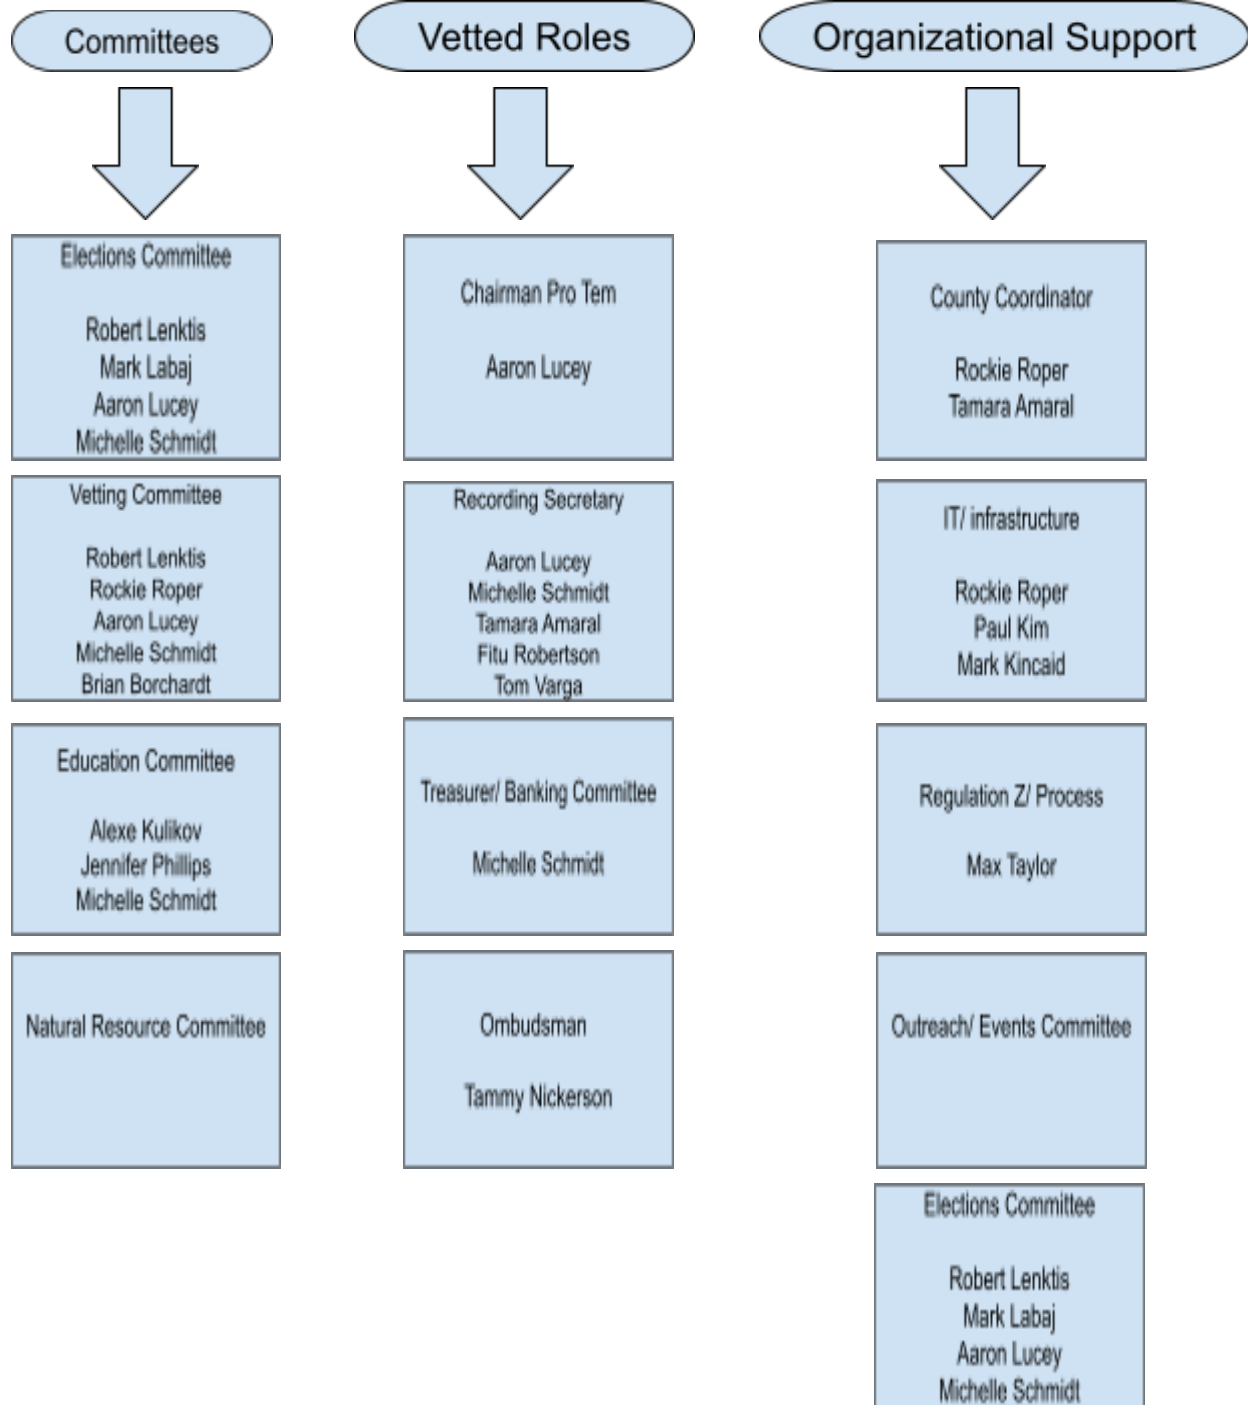 Committees
Elections Committee
Robert Lenktis
Mark Labaj
Aaron Lucey
Michelle Schmidt
Vetting Committee
Robert Lenktis
Rockie Roper
Aaron Lucey
Michelle Schmidt
Brian Borchardt
Education Committee
Alexe Kulikov
Jennifer Phillips
Michelle Schmidt
Natural Resource Committee
Vetted Roles
Chairman Pro Tem
Aaron Lucey
Recording Secretary
Aaron Lucey
Michelle Schmidt
Tamara Amaral
Fitu Robertson
Tom Varga
Treasurer/ Banking Committee
Michelle Schmidt
Ombudsman
Tammy Nickerson
Organizational Support
County Coordinator
Rockie Roper
Tamara Amaral
IT/ infrastructure
Rockie Roper
Paul Kim
Mark Kincaid
Regulation Z/ Process
Max Taylor
Outreach/ Events Committee
Elections Committee
Robert Lenktis
Mark Labaj
Aaron Lucey
Michelle Schmidt